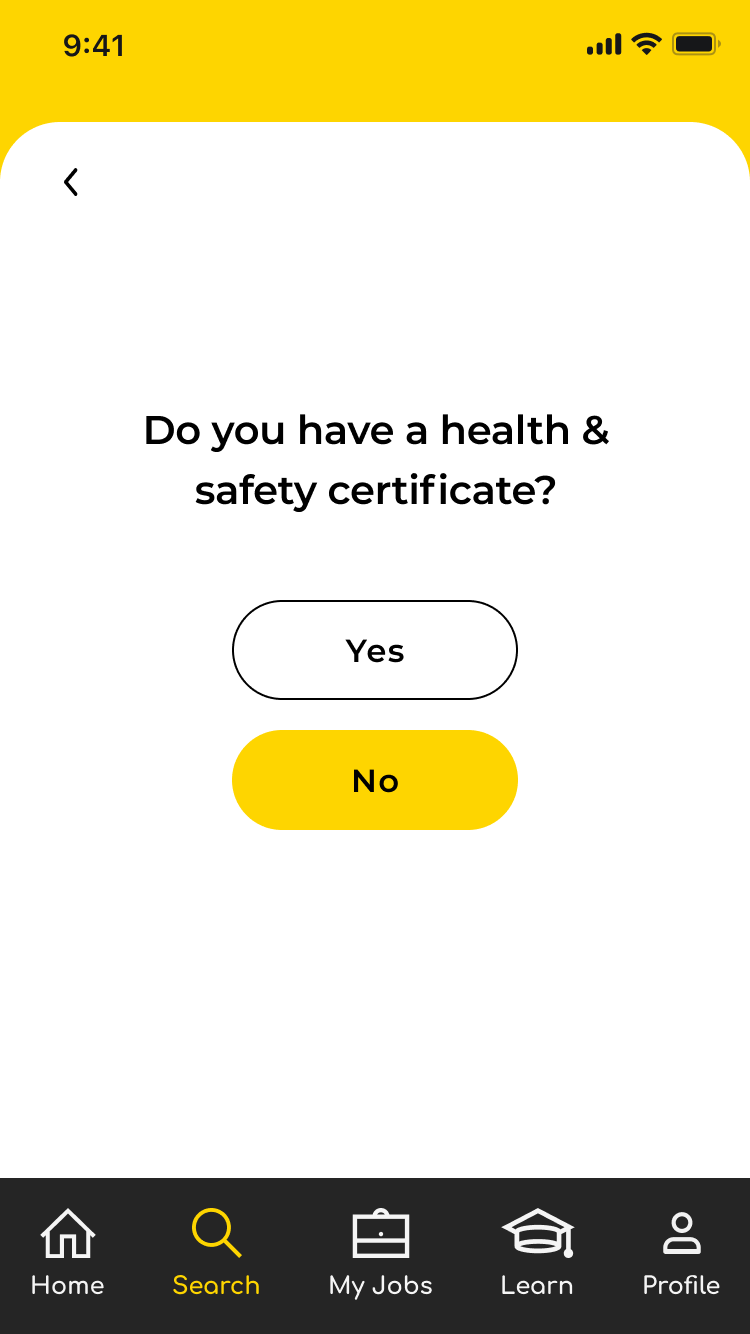 9:41
Do you have a health &
safety certificate?
Yes
No
Home
Search
My Jobs
Learn
Profile